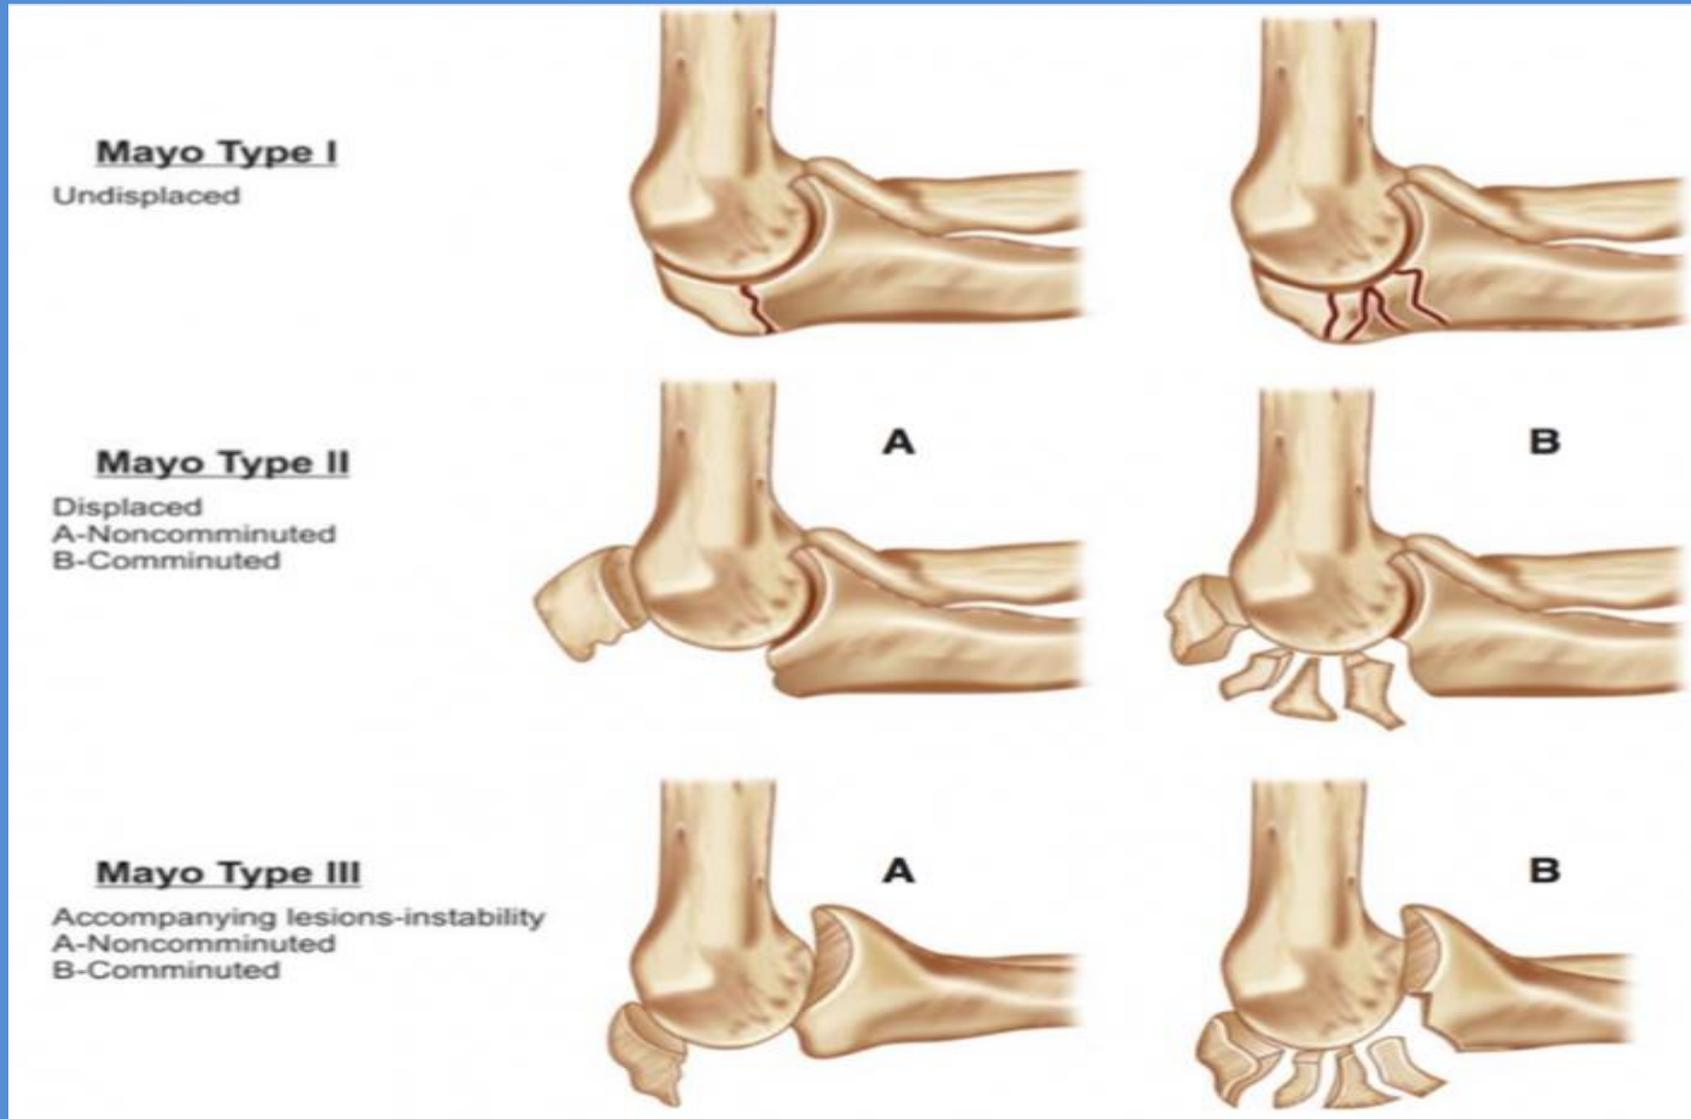 Mayo Type I
Undisplaced
Mayo Type II
Displaced
A-Noncomminuted
B-Comminuted
A
B
Mayo Type III
Accompanying lesions-instability
A-Noncomminuted
B-Comminuted
A
B